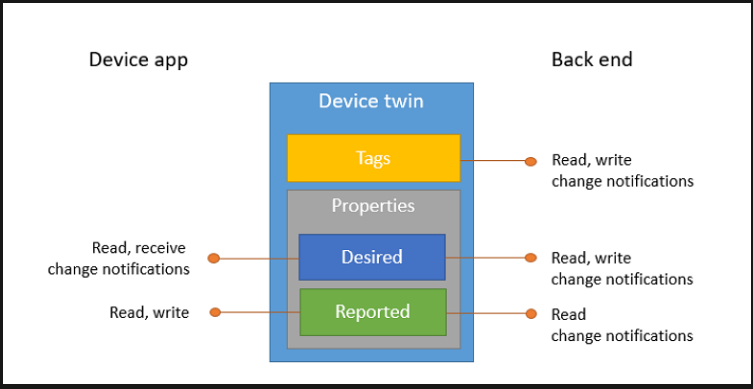 Device app
Back end
Device twin
Tags
Read, write
change notifications
Properties
Read, receive
change notifications
Desired
Read, write
change notifications
Read, write
Reported
Read
change notifications